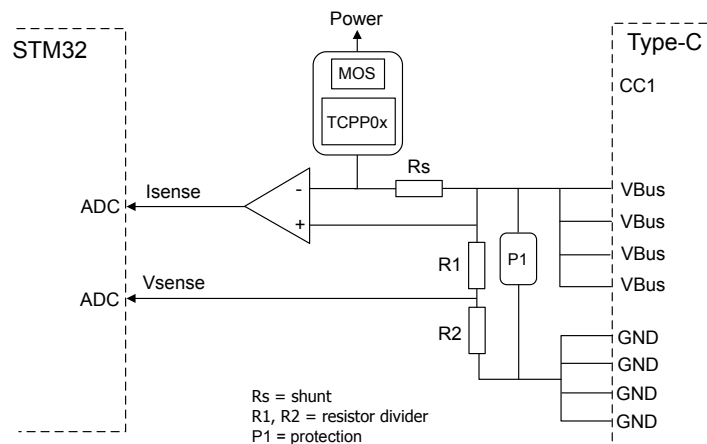 Power
STM32
Type-C
MOS
CC1
TCPP0x
Rs
Isense
-
VBus
ADC
+
VBus
R1
P1
VBus
Vsense
VBus
ADC
R2
GND
GND
Rs = shunt
GND
R1, R2 = resistor divider
GND
P1 = protection